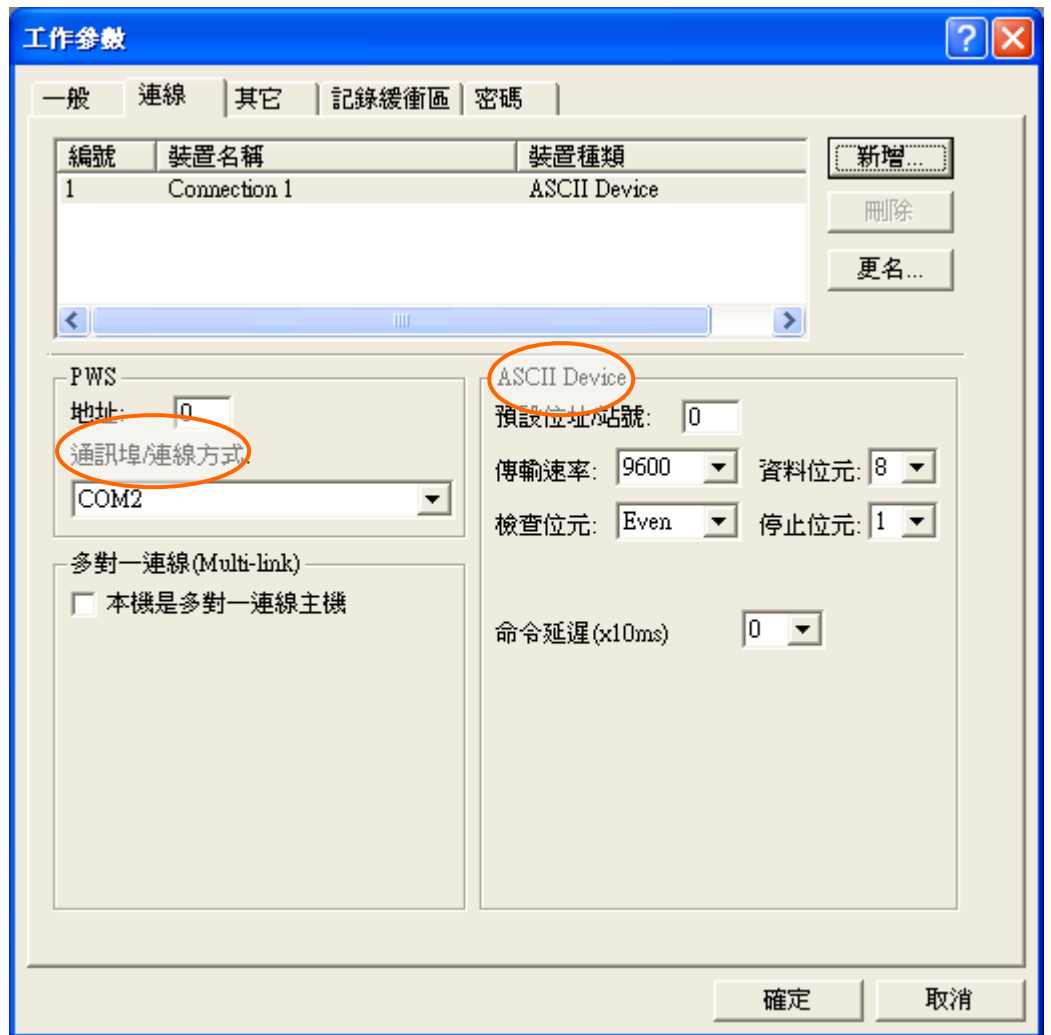 工作參數
一般 連線 其它 記錄緩衝區 密碼
編號 裝置名稱 裝置種類
1 Connection 1 ASCII Device
新增...
刪除
更名...
PWS
地址: 0
通訊埠/連線方式:
COM2
多對一連線(Multi-link)
本機是多對一連線主機
ASCII Device
預設位址/站號: 0
傳輸速率: 9600 資料位元: 8
檢查位元: Even 停止位元: 1
命令延遲(x10ms) 0
確定 取消